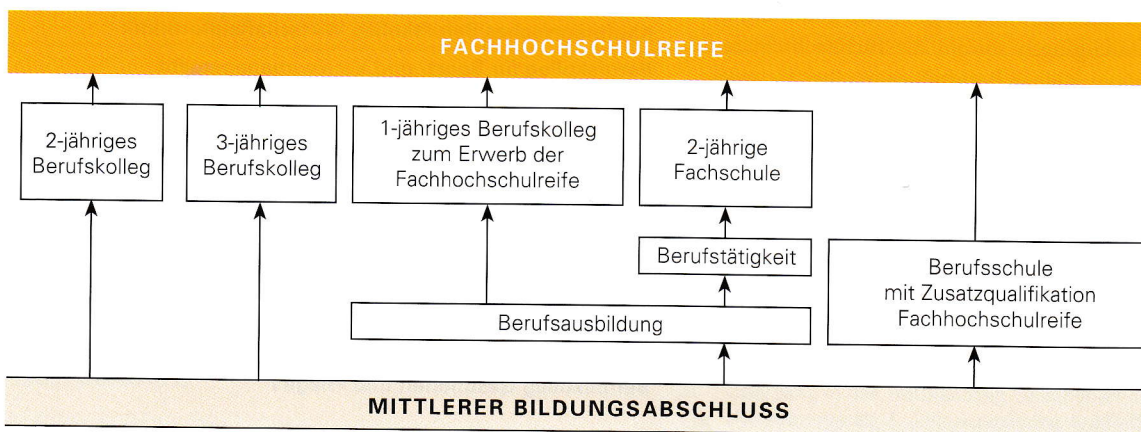 FACHHOCHSCHULREIFE
2-jähriges
Berufskolleg
3-jähriges
Berufskolleg
1-jähriges Berufskolleg
zum Erwerb der
Fachhochschulreife
2-jährige
Fachschule
Berufstätigkeit
Berufsausbildung
Berufsschule
mit Zusatzqualifikation
Fachhochschulreife
MITTLERER BILDUNGSABSCHLUSS